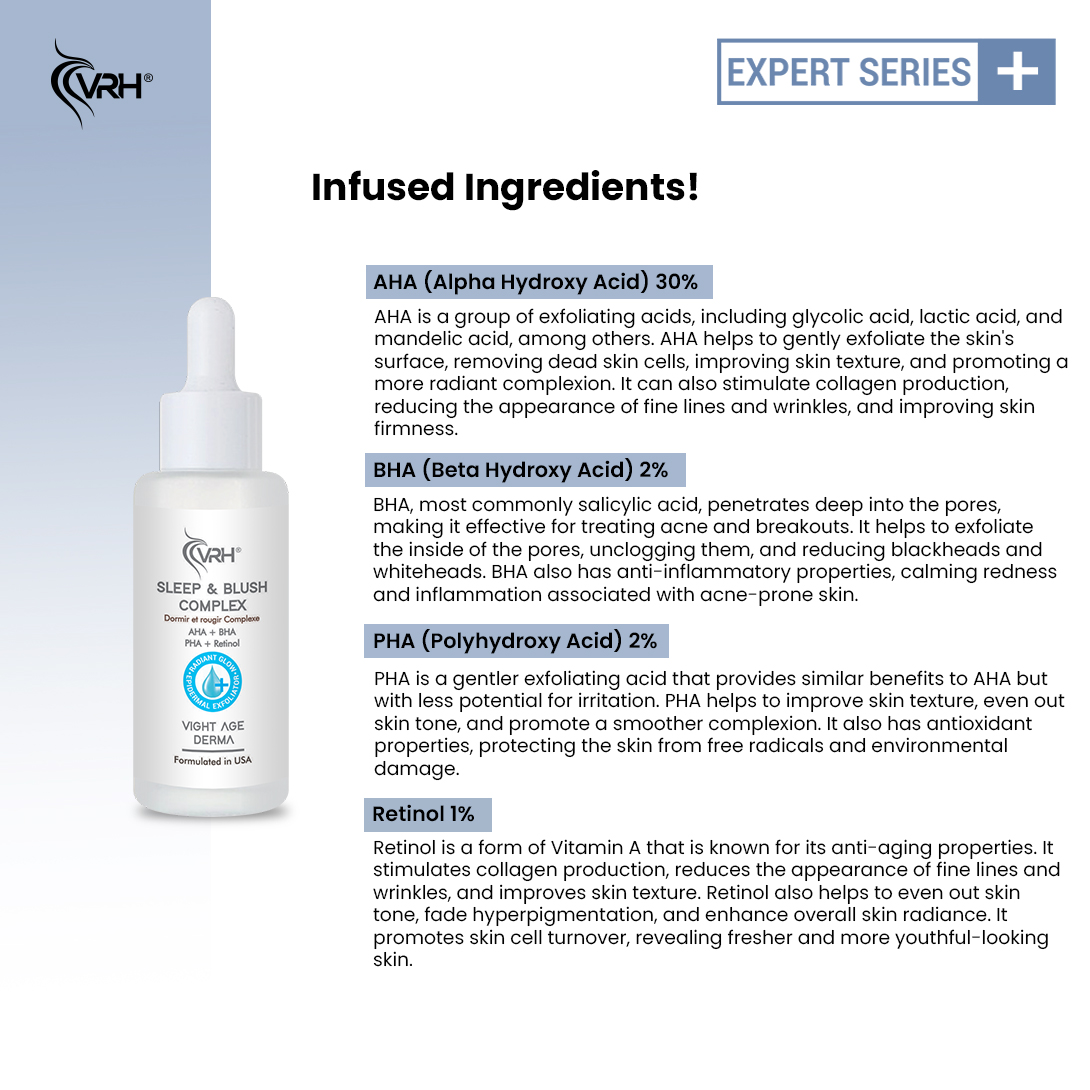 VRH®
EXPERT SERIES +
Infused Ingredients!
AHA (Alpha Hydroxy Acid) 30%
AHA is a group of exfoliating acids, including glycolic acid, lactic acid, and
mandelic acid, among others. AHA helps to gently exfoliate the skin's
surface, removing dead skin cells, improving skin texture, and promoting a
more radiant complexion. It can also stimulate collagen production,
reducing the appearance of fine lines and wrinkles, and improving skin
firmness.
BHA (Beta Hydroxy Acid) 2%
BHA, most commonly salicylic acid, penetrates deep into the pores,
making it effective for treating acne and breakouts. It helps to exfoliate
the inside of the pores, unclogging them, and reducing blackheads and
whiteheads. BHA also has anti-inflammatory properties, calming redness
and inflammation associated with acne-prone skin.
PHA (Polyhydroxy Acid) 2%
PHA is a gentler exfoliating acid that provides similar benefits to AHA but
with less potential for irritation. PHA helps to improve skin texture, even out
skin tone, and promote a smoother complexion. It also has antioxidant
properties, protecting the skin from free radicals and environmental
damage.
Retinol 1%
Retinol is a form of Vitamin A that is known for its anti-aging properties. It
stimulates collagen production, reduces the appearance of fine lines and
wrinkles, and improves skin texture. Retinol also helps to even out skin
tone, fade hyperpigmentation, and enhance overall skin radiance. It
promotes skin cell turnover, revealing fresher and more youthful-looking
skin.
VRH®
SLEEP & BLUSH
COMPLEX
Dormir et rougir Complexe
AHA + BHA
PHA + Retinol
RADIANT GLOW
EPIDERMAL EXFOLIATOR
VIGHT AGE
DERMA
Formulated in USA